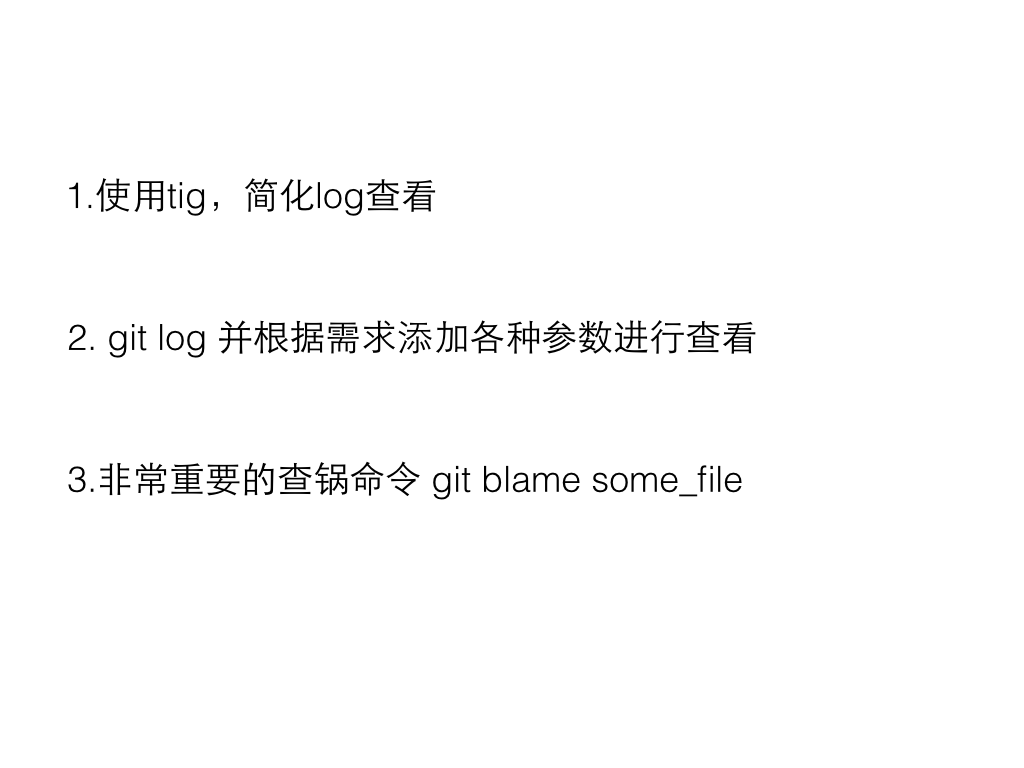 1.使用tig，简化log查看
2. git log 并根据需求添加各种参数进行查看
3.非常重要的查锅命令 git blame some_file